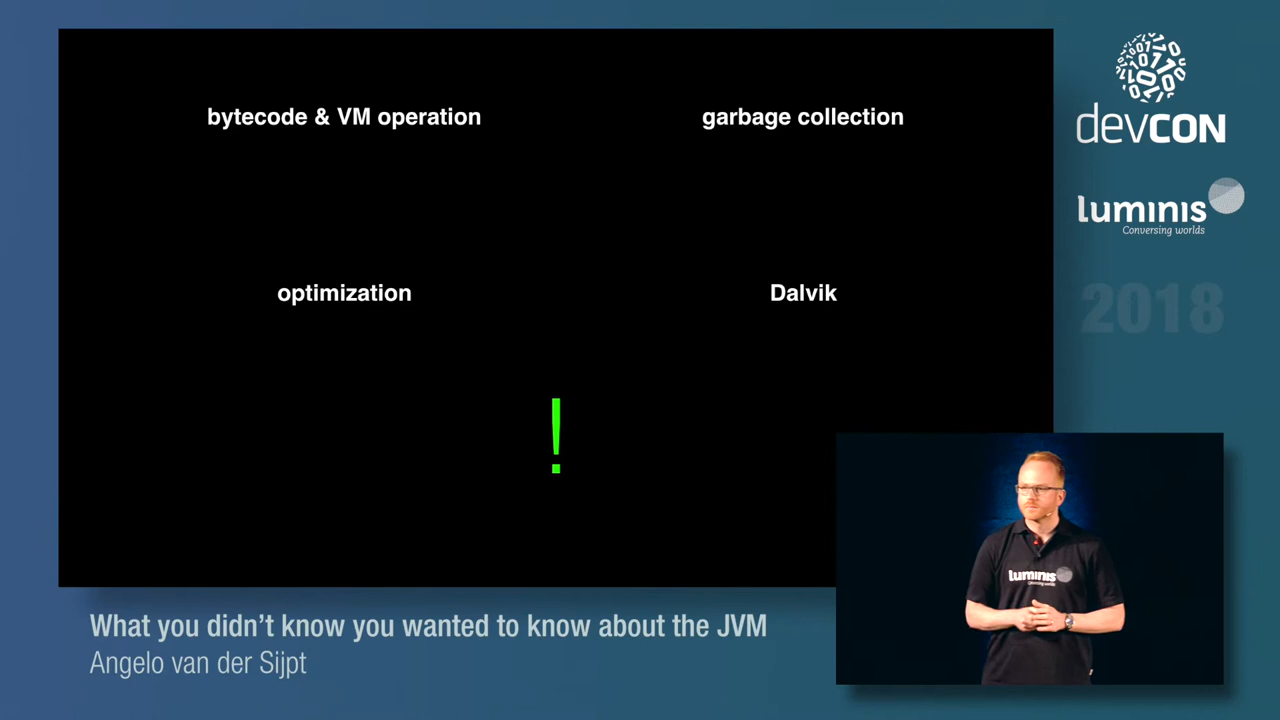 bytecode & VM operation
garbage collection
optimization
Dalvik
!
devCON
luminis
Conversing worlds
2018
luminis
What you didn't know you wanted to know about the JVM
Angelo van der Sijpt